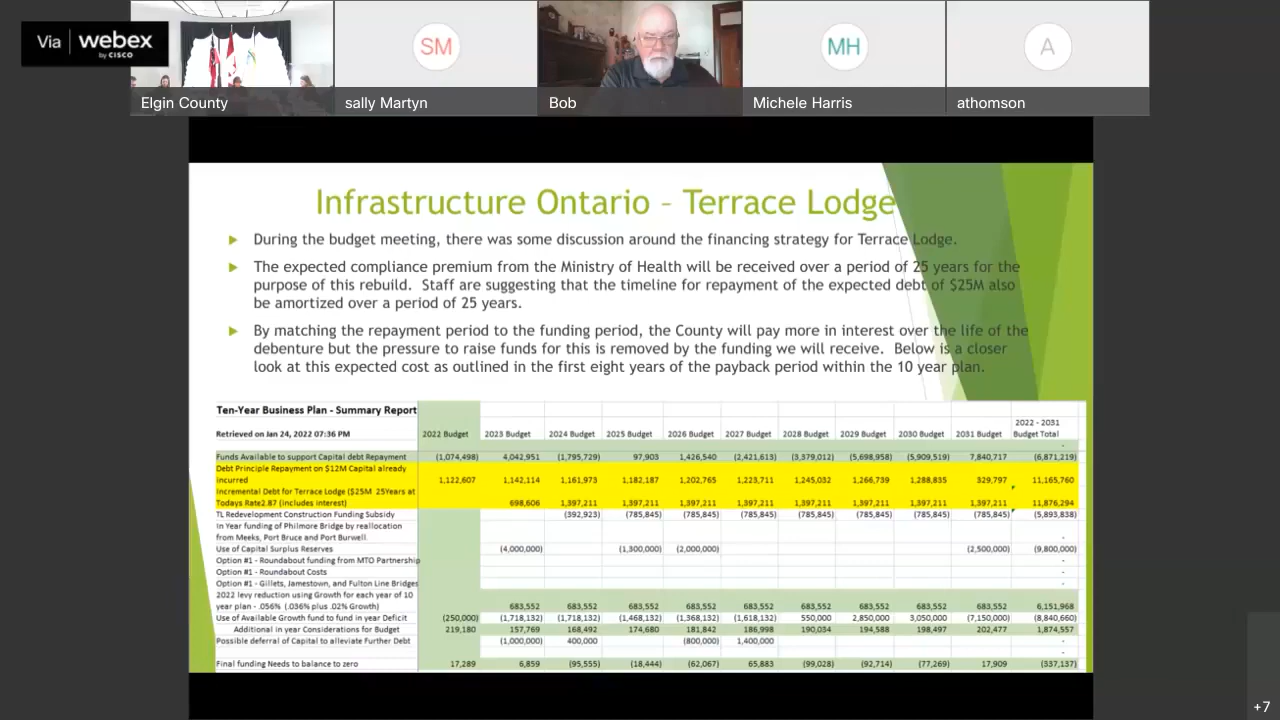 Via webex
by CISCO
Elgin County
SM
sally Martyn
Bob
MH
Michele Harris
A
athomson
Infrastructure Ontario – Terrace Lodge
During the budget meeting, there was some discussion around the financing strategy for Terrace Lodge.
The expected compliance premium from the Ministry of Health will be received over a period of 25 years for the
purpose of this rebuild. Staff are suggesting that the timeline for repayment of the expected debt of $25M also
be amortized over a period of 25 years.
By matching the repayment period to the funding period, the County will pay more in interest over the life of the
debenture but the pressure to raise funds for this is removed by the funding we will receive. Below is a closer
look at this expected cost as outlined in the first eight years of the payback period within the 10 year plan.
Ten-Year Business Plan - Summary Report
2022 - 2031
Retrieved on Jan 24, 2022 07:36 PM 2022 Budget 2023 Budget 2024 Budget 2025 Budget 2026 Budget 2027 Budget 2028 Budget 2029 Budget 2030 Budget 2031 Budget Budget Total
-
Funds Available to support Capital debt Repayment (1,074,498) 4,042,951 (1,795,729) 97,903 1,426,540 (2,421,613) (3,379,012) (5,698,958) (5,909,519) 7,840,717 (6,871,219)
Debt Principle Repayment on $12M Capital already
incurred 1,122,607 1,142,114 1,161,973 1,182,187 1,202,765 1,223,711 1,245,032 1,266,739 1,288,835 329,797 11,165,760
Incremental Debt for Terrace Lodge ($25M 25Years at
Todays Rate2.87 (includes Interest) 698,606 1,397,211 1,397,211 1,397,211 1,397,211 1,397,211 1,397,211 1,397,211 1,397,211 11,876,294
TL Redevelopment Construction Funding Subsidy (392,923) (785,845) (785,845) (785,845) (785,845) (785,845) (785,845) (785,845) (5,893,838)
In Year funding of Philmore Bridge by reallocation
from Meeks, Port Bruce and Port Burwell. -
Use of Capital Surplus Reserves (4,000,000) (1,300,000) (2,000,000) (2,500,000) (9,800,000)
Option #1 - Roundabout funding from MTO Partnership -
Option #1 - Roundabout Costs -
Option #1 - Gillets, Jamestown, and Fulton Line Bridges -
2022 levy reduction using Growth for each year of 10
year plan - .056% (.036% plus .02% Growth) 683,552 683,552 683,552 683,552 683,552 683,552 683,552 683,552 683,552 6,151,968
Use of Available Growth fund to fund in year Deficit (250,000) (1,718,132) (1,718,132) (1,468,132) (1,368,132) (1,618,132) 550,000 2,850,000 3,050,000 (7,150,000) (8,840,660)
Additional in year Considerations for Budget 219,180 157,769 168,492 174,680 181,842 186,998 190,034 194,588 198,497 202,477 1,874,557
Possible deferral of Capital to alleviate Further Debt (1,000,000) 400,000 (800,000) 1,400,000 -
-
Final funding Needs to balance to zero 17,289 6,859 (95,555) (18,444) (62,067) 65,883 (99,028) (92,714) (77,269) 17,909 (337,137)
+7